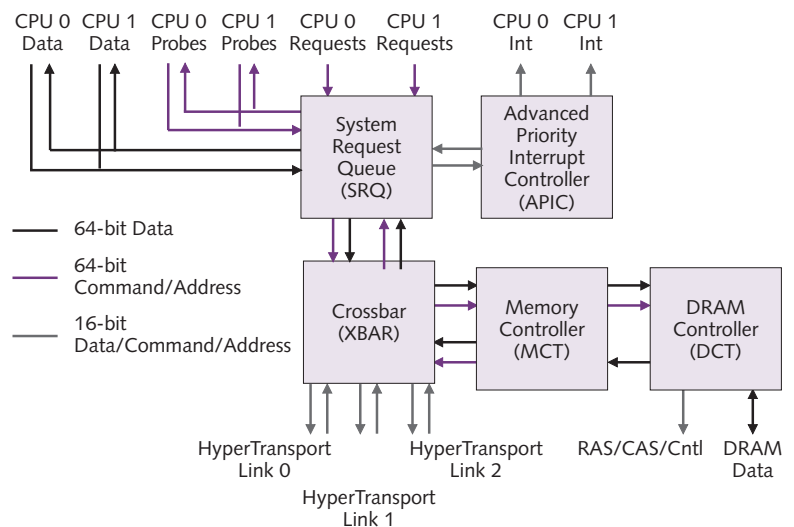 CPU 0
Data
CPU 1
Data
CPU 0
Probes
CPU 1
Probes
CPU 0
Requests
CPU 1
Requests
CPU 0
Int
CPU 1
Int
System
Request
Queue
(SRQ)
Advanced
Priority
Interrupt
Controller
(APIC)
64-bit Data
64-bit
Command/Address
16-bit
Data/Command/Address
Crossbar
(XBAR)
Memory
Controller
(MCT)
DRAM
Controller
(DCT)
HyperTransport
Link 0
HyperTransport
Link 1
HyperTransport
Link 2
RAS/CAS/Cntl
DRAM
Data